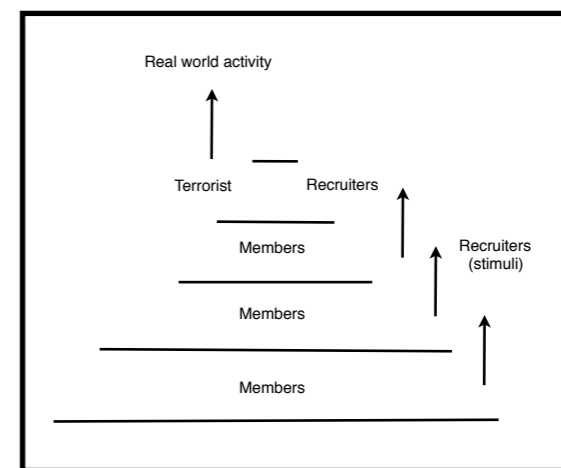 Real world activity
Terrorist
Recruiters
Members
Recruiters
(stimuli)
Members
Members